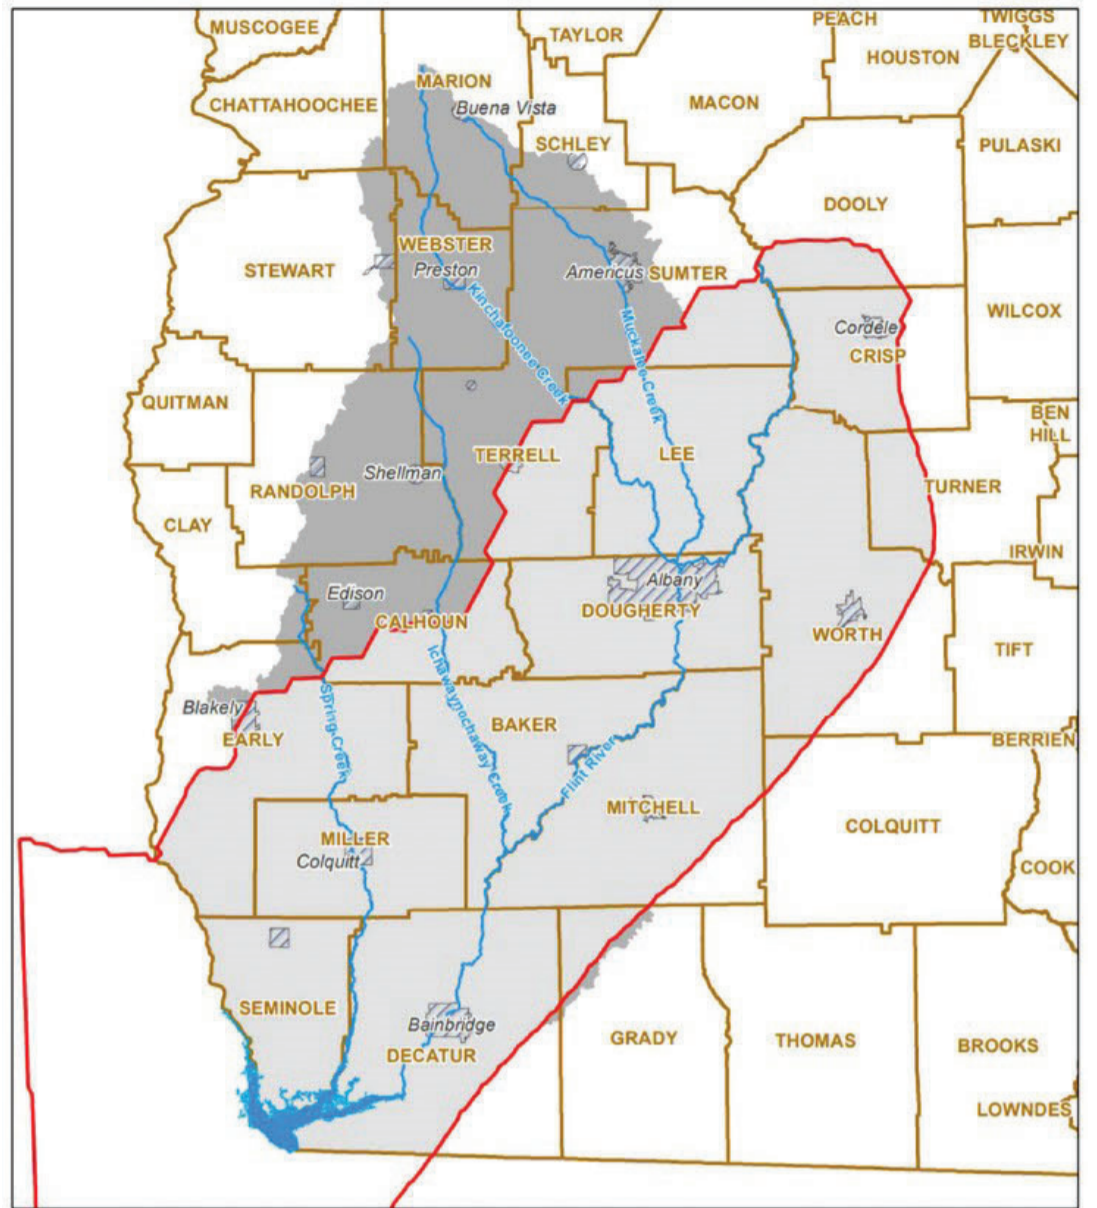 MUSCOGEE
TAYLOR
PEACH
TWIGGS
BLECKLEY
HOUSTON
MARION
CHATTAHOOCHEE
Buena Vista
MACON
SCHLEY
PULASKI
DOOLY
WEBSTER
STEWART
Preston
Americus
SUMTER
WILCOX
Kinchafoonee Creek
Muckalee Creek
Cordele
CRISP
QUITMAN
BEN
HILL
TERRELL
LEE
Shellman
RANDOLPH
TURNER
CLAY
IRWIN
Edison
Albany
DOUGHERTY
CALHOUN
WORTH
TIFT
Ichawaynochaway Creek
Spring Creek
Blakely
EARLY
BAKER
Flint River
BERRIEN
MITCHELL
COLQUITT
MILLER
Colquitt
COOK
SEMINOLE
Bainbridge
DECATUR
GRADY
THOMAS
BROOKS
LOWNDES